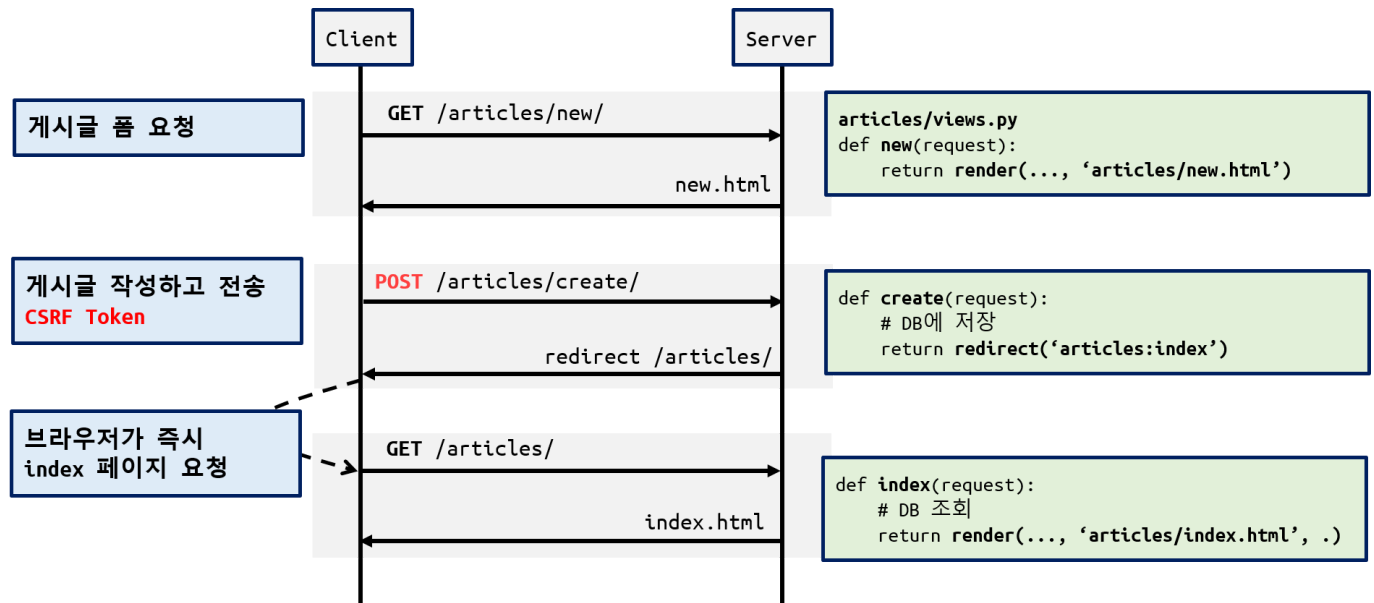 Client
Server
게시글 폼 요청
GET /articles/new/
new.html
articles/views.py
def new(request):
    return render(..., ‘articles/new.html’)
게시글 작성하고 전송
CSRF Token
POST /articles/create/
redirect /articles/
def create(request):
    # DB에 저장
    return redirect(‘articles:index’)
브라우저가 즉시
index 페이지 요청
GET /articles/
index.html
def index(request):
    # DB 조회
    return render(..., ‘articles/index.html’, .)